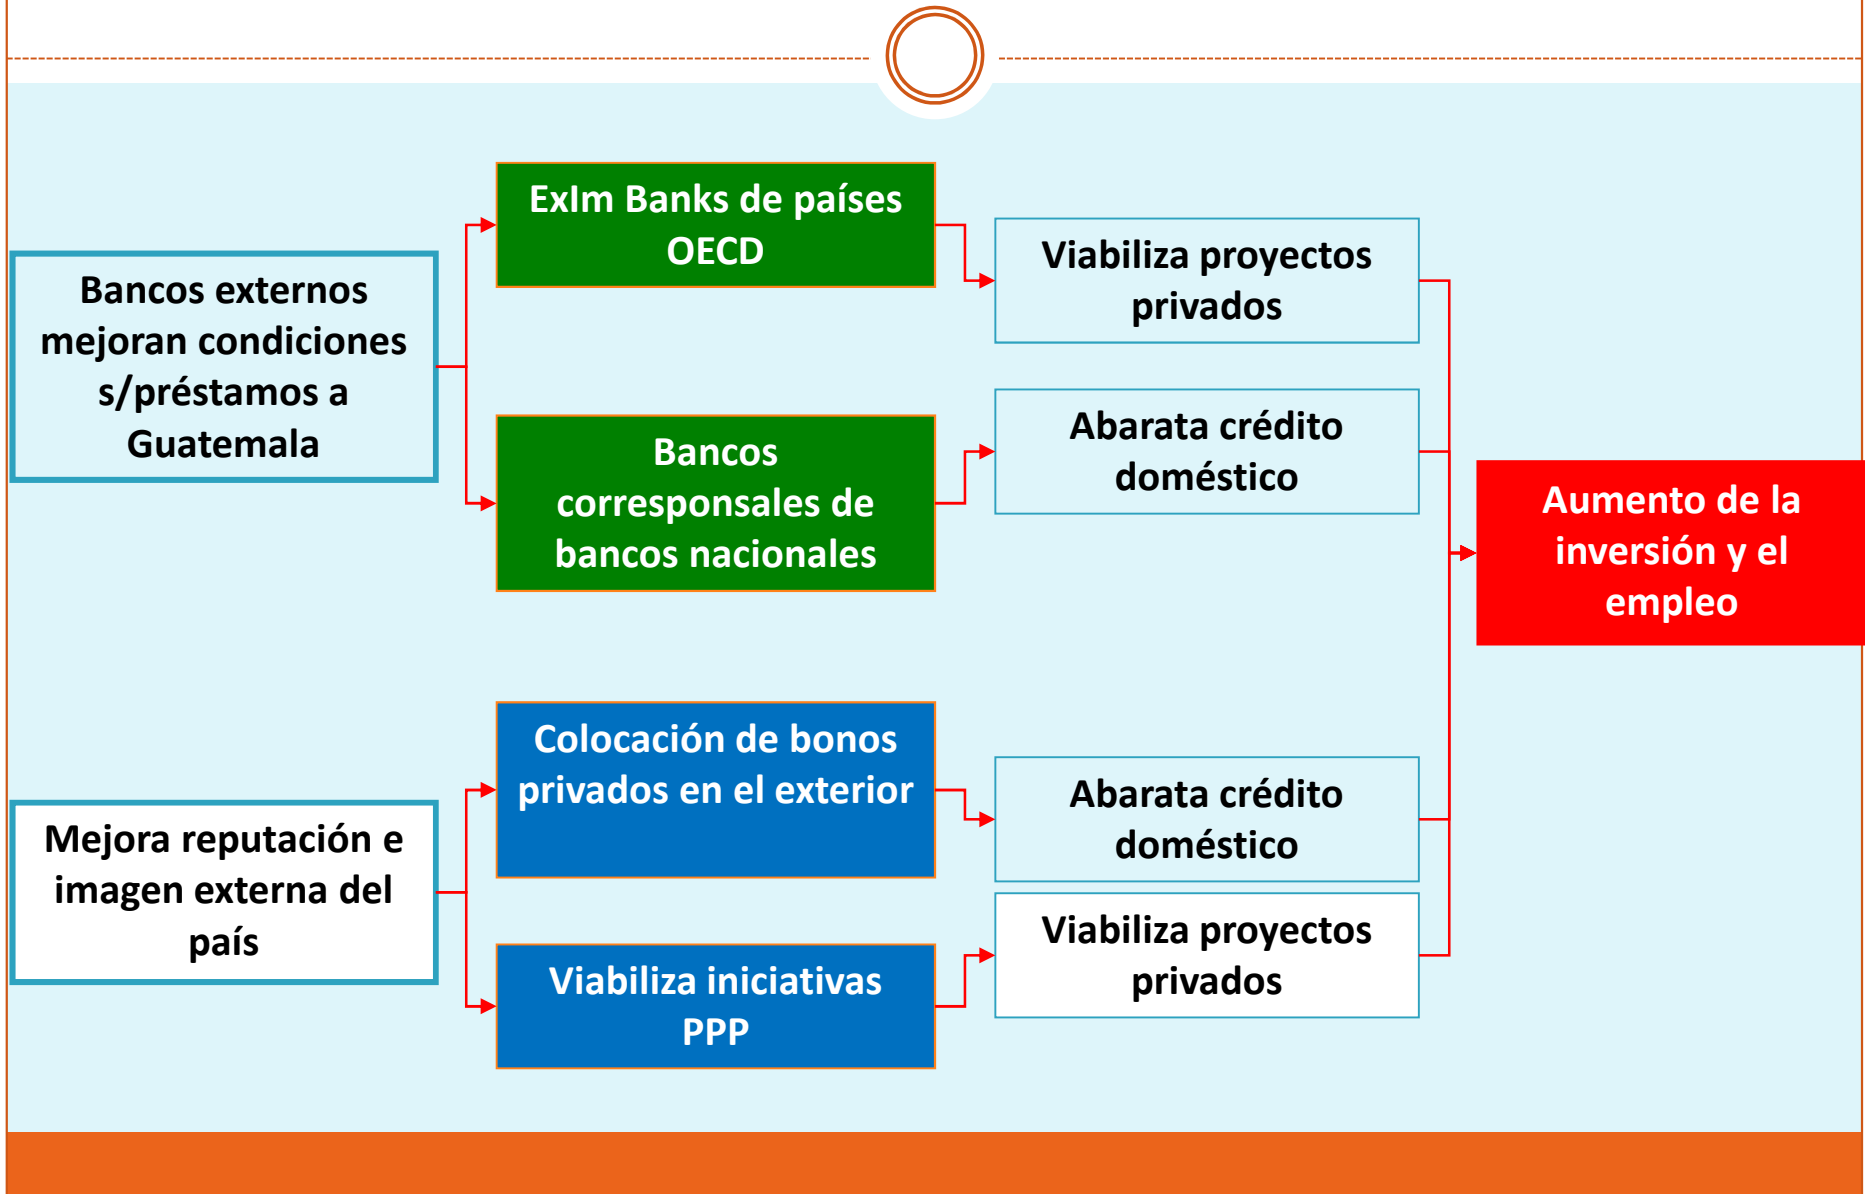 Bancos externos
mejoran condiciones
s/préstamos a
Guatemala
ExIm Banks de países
OECD
Viabiliza proyectos
privados
Bancos
corresponsales de
bancos nacionales
Abarata crédito
doméstico
Mejora reputación e
imagen externa del
país
Colocación de bonos
privados en el exterior
Abarata crédito
doméstico
Viabiliza iniciativas
PPP
Viabiliza proyectos
privados
Aumento de la
inversión y el
empleo